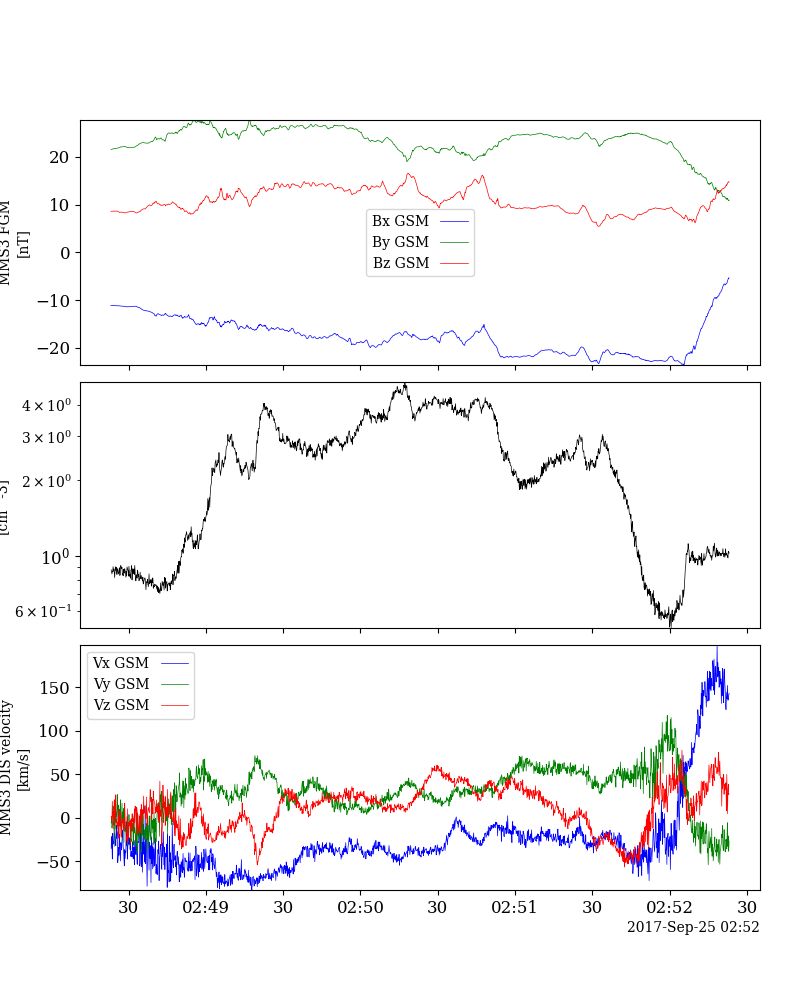 MMS3 FGM
[nT]
20
10
0
−10
−20
Bx GSM
By GSM
Bz GSM
[cm -3]
4 × 10⁰
3 × 10⁰
2 × 10⁰
10⁰
6 × 10⁻¹
MMS3 DIS velocity
[km/s]
150
100
50
0
−50
Vx GSM
Vy GSM
Vz GSM
30 02:49 30 02:50 30 02:51 30 02:52 30
2017-Sep-25 02:52